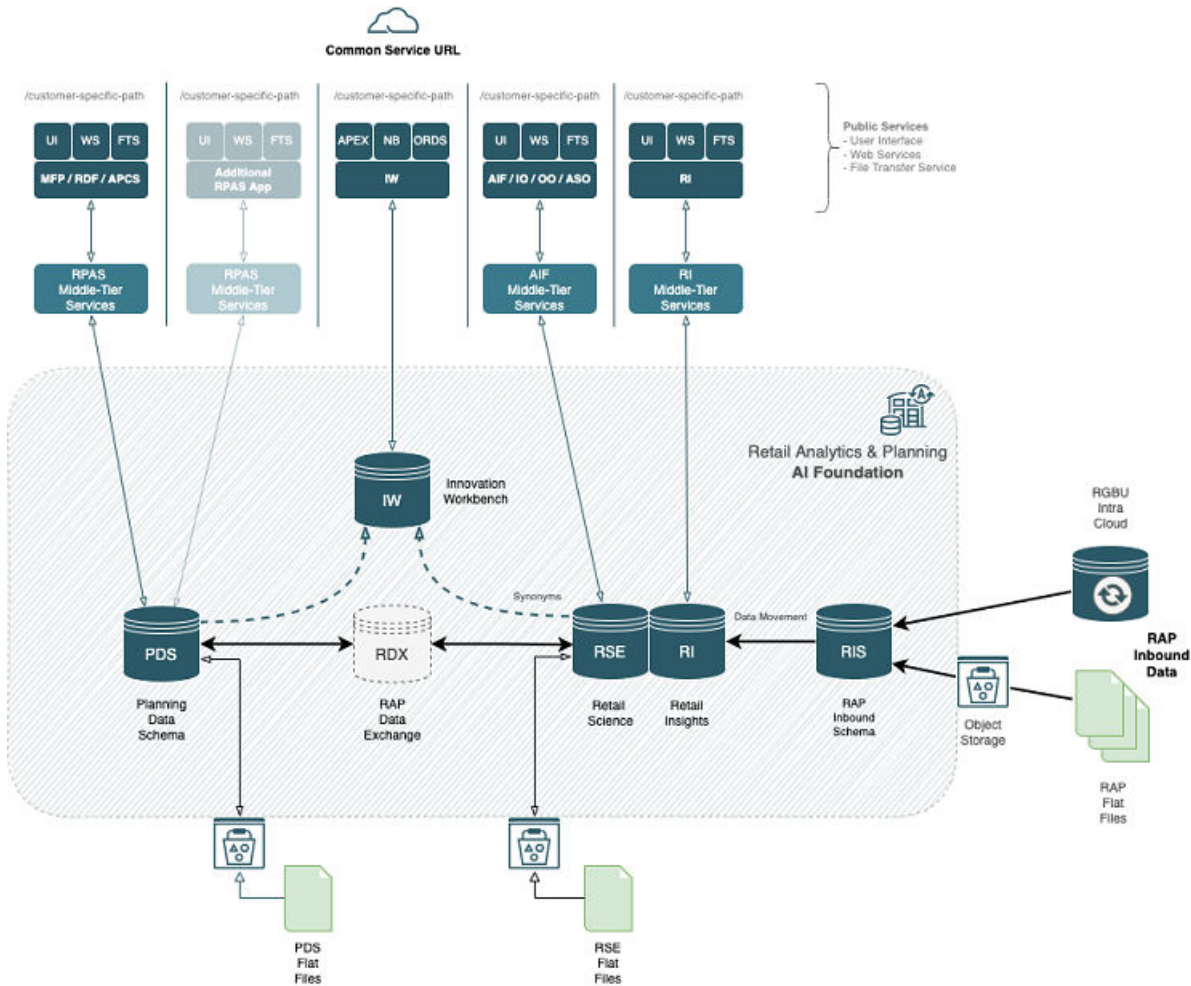 Common Service URL
/customer-specific-path
/customer-specific-path
/customer-specific-path
/customer-specific-path
/customer-specific-path
UI WS FTS
MFP / RDF / APCS
UI WS FTS
Additional
RPAS App
APEX NB ORDS
IW
UI WS FTS
AIF / IO / OO / ASO
UI WS FTS
RI
Public Services
- User Interface
- Web Services
- File Transfer Service
RPAS
Middle-Tier
Services
RPAS
Middle-Tier
Services
AIF
Middle-Tier
Services
RI
Middle-Tier
Services
A
Retail Analytics & Planning
AI Foundation
IW
Innovation
Workbench
RGBU
Intra
Cloud
Synonyms
Data Movement
PDS
RDX
RSE
RI
RIS
RAP
Inbound
Data
Planning
Data
Schema
RAP
Data
Exchange
Retail
Science
Retail
Insights
RAP
Inbound
Schema
Object
Storage
RAP
Flat
Files
PDS
Flat
Files
RSE
Flat
Files